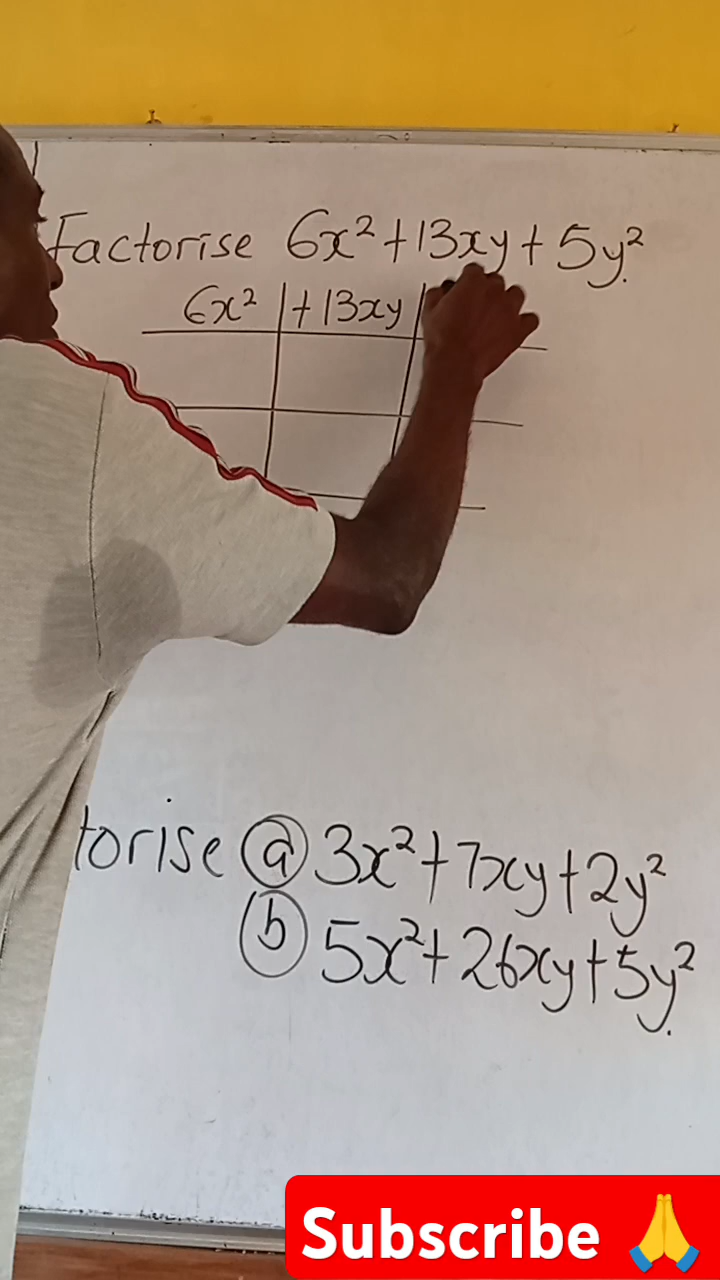 Factorise 6x² + 13xy + 5y².
6x² + 13xy
torise (a) 3x² + 7xy + 2y²
(b) 5x² + 26xy + 5y².
Subscribe 🙏